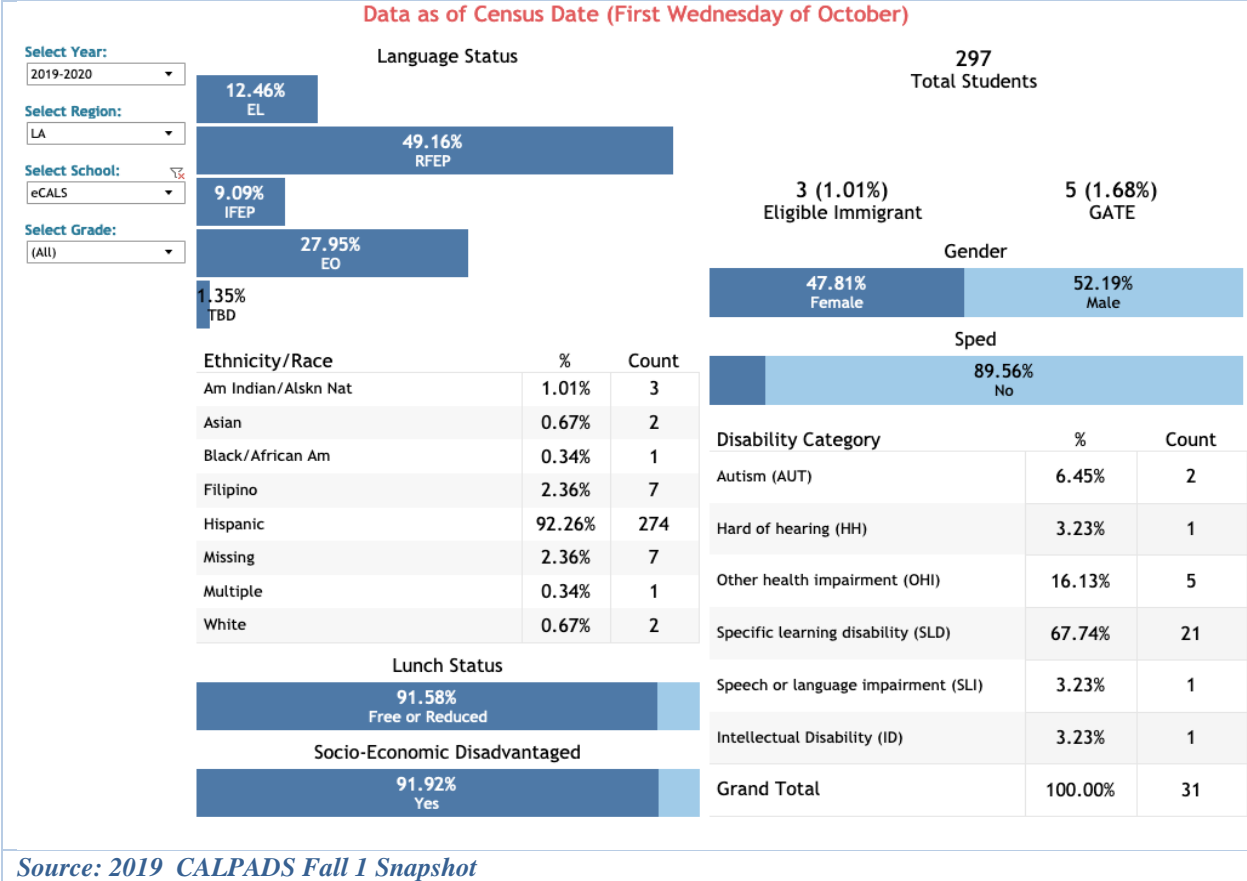 Data as of Census Date (First Wednesday of October)
Select Year:
2019-2020
Select Region:
LA
Select School:
eCALS
Select Grade:
(All)
Language Status
12.46%
EL
49.16%
RFEP
9.09%
IFEP
27.95%
EO
1.35%
TBD
297
Total Students
3 (1.01%)
Eligible Immigrant
5 (1.68%)
GATE
Gender
47.81%
Female
52.19%
Male
Sped
89.56%
No
Ethnicity/Race % Count
Am Indian/Alskn Nat 1.01% 3
Asian 0.67% 2
Black/African Am 0.34% 1
Filipino 2.36% 7
Hispanic 92.26% 274
Missing 2.36% 7
Multiple 0.34% 1
White 0.67% 2
Lunch Status
91.58%
Free or Reduced
Socio-Economic Disadvantaged
91.92%
Yes
Disability Category % Count
Autism (AUT) 6.45% 2
Hard of hearing (HH) 3.23% 1
Other health impairment (OHI) 16.13% 5
Specific learning disability (SLD) 67.74% 21
Speech or language impairment (SLI) 3.23% 1
Intellectual Disability (ID) 3.23% 1
Grand Total 100.00% 31
Source: 2019 CALPADS Fall 1 Snapshot